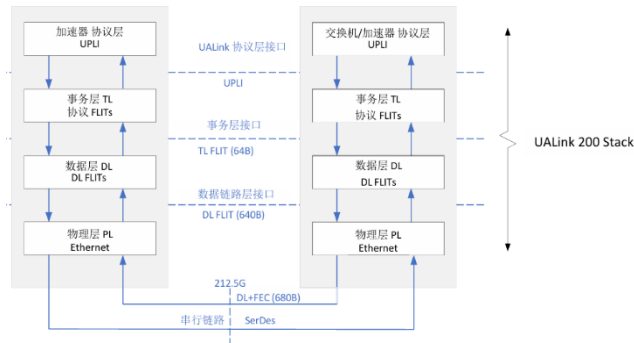 加速器 协议层
UPLI
UALink 协议层接口
交换机/加速器 协议层
UPLI
UPLI
事务层 TL
协议 FLITs
事务层接口
事务层 TL
协议 FLITs
TL FLIT (64B)
UALink 200 Stack
数据层 DL
DL FLITs
数据链路层接口
数据层 DL
DL FLITs
DL FLIT (640B)
物理层 PL
Ethernet
物理层 PL
Ethernet
212.5G
DL+FEC (680B)
串行链路 SerDes